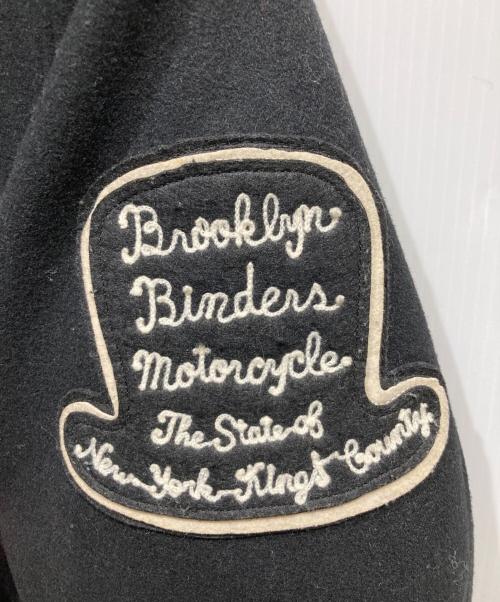 Brooklyn
Binders
Motorcycle
The State of
New York Kings County